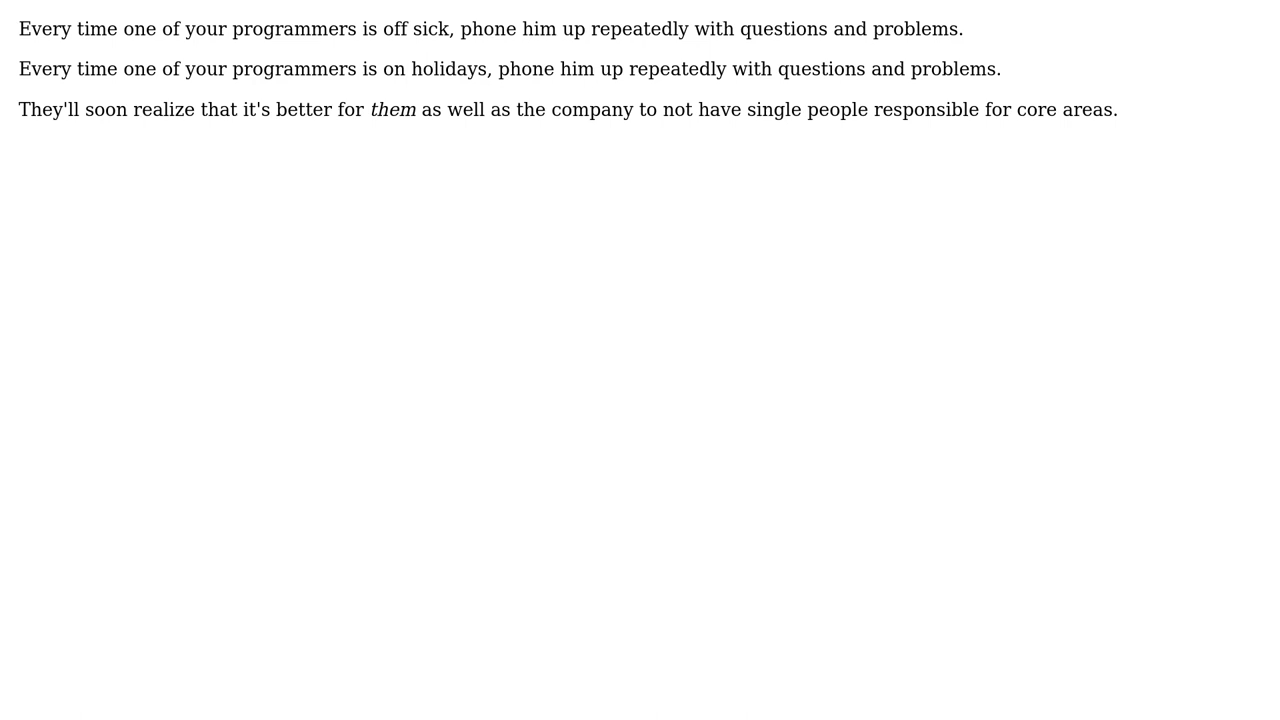 Every time one of your programmers is off sick, phone him up repeatedly with questions and problems.
Every time one of your programmers is on holidays, phone him up repeatedly with questions and problems.
They'll soon realize that it's better for them as well as the company to not have single people responsible for core areas.